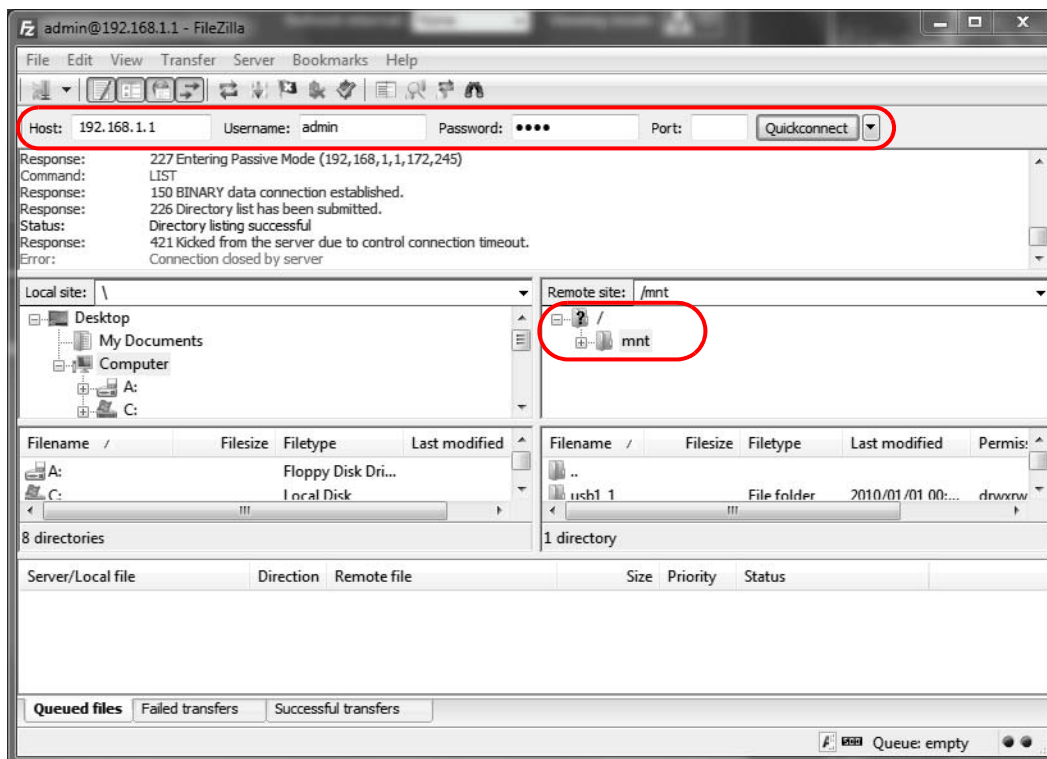 admin@192.168.1.1 - FileZilla
File Edit View Transfer Server Bookmarks Help
Host: 192.168.1.1 Username: admin Password: •••• Port: Quickconnect
Response: 227 Entering Passive Mode (192,168,1,1,172,245)
Command: LIST
Response: 150 BINARY data connection established.
Response: 226 Directory list has been submitted.
Status: Directory listing successful
Response: 421 Kicked from the server due to control connection timeout.
Error: Connection closed by server
Local site: \
Remote site: /mnt
Desktop
My Documents
Computer
A:
C:
? /
mnt
Filename / Filesize Filetype Last modified
A: Floppy Disk Dri...
C: Local Disk
8 directories
Filename / Filesize Filetype Last modified Permis:
..
usb1_1 File folder 2010/01/01 00:... drwxrw
1 directory
Server/Local file Direction Remote file Size Priority Status
Queued files Failed transfers Successful transfers
Queue: empty